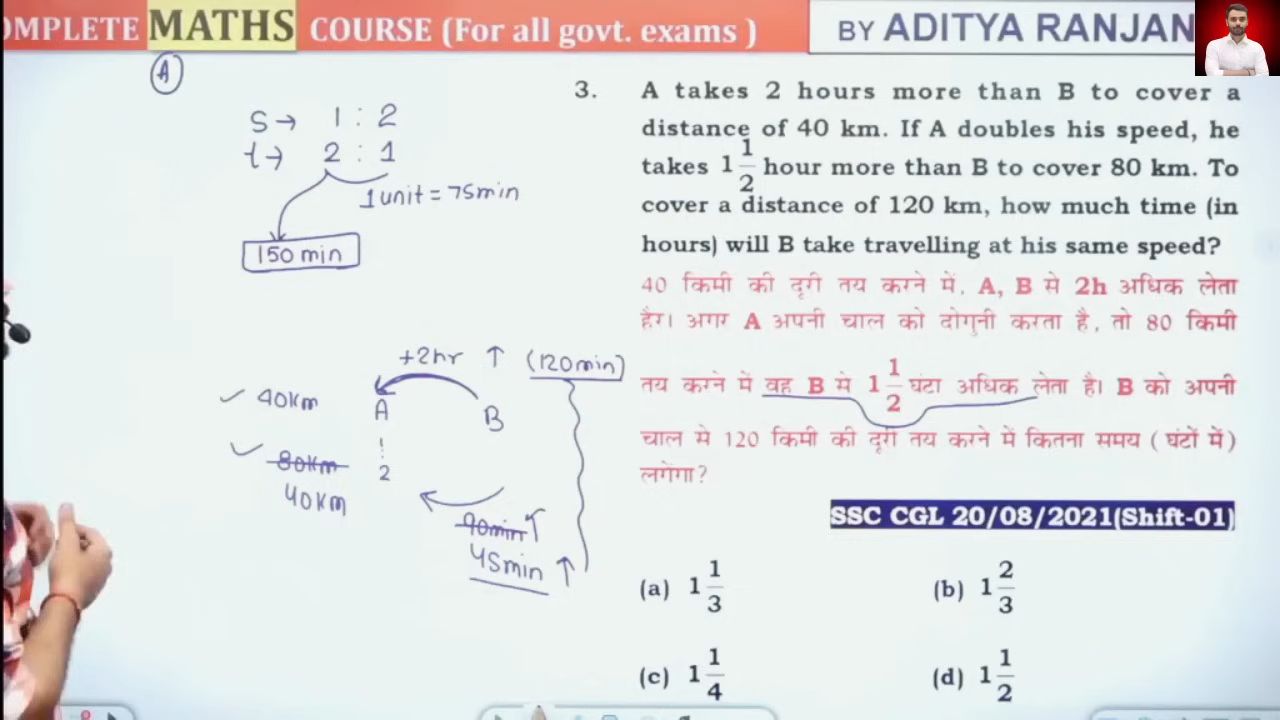 OMPLETE MATHS COURSE (For all govt. exams )
BY ADITYA RANJAN
A
S → 1 : 2
t → 2 : 1
1 unit = 75min
150 min
+2hr ↑ (120min)
40Km A B
80Km 2
40Km
90min ↑
45min ↑
3. A takes 2 hours more than B to cover a
distance of 40 km. If A doubles his speed, he
takes 1 1/2 hour more than B to cover 80 km. To
cover a distance of 120 km, how much time (in
hours) will B take travelling at his same speed?
40 किमी की दूरी तय करने में, A, B से 2h अधिक लेता
हैर। अगर A अपनी चाल को दोगुनी करता है, तो 80 किमी
तय करने में वह B से 1 1/2 घंटा अधिक लेता है। B को अपनी
चाल से 120 किमी की दूरी तय करने में कितना समय (घंटों में)
लगेगा?
SSC CGL 20/08/2021(Shift-01)
(a) 1 1/3 (b) 1 2/3
(c) 1 1/4 (d) 1 1/2